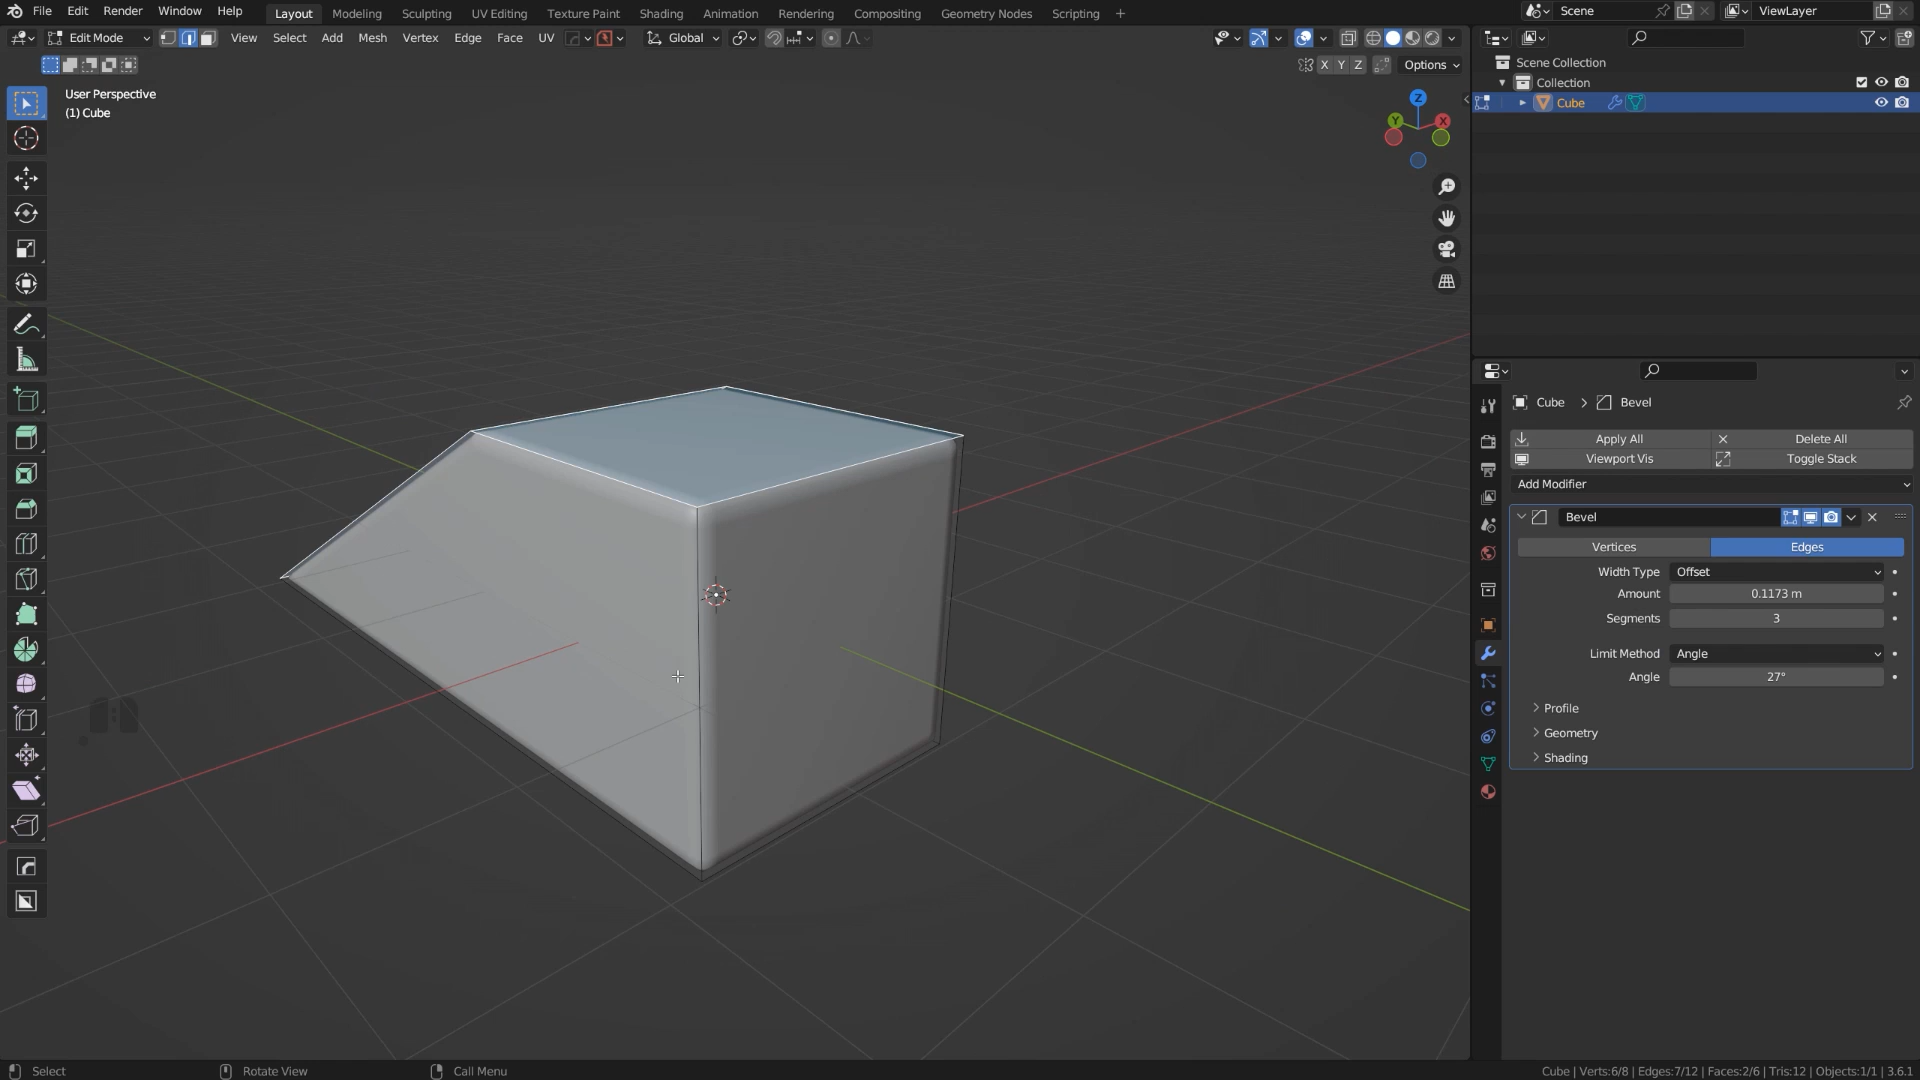 File Edit Render Window Help Layout Modeling Sculpting UV Editing Texture Paint Shading Animation Rendering Compositing Geometry Nodes Scripting + Scene ViewLayer
Edit Mode View Select Add Mesh Vertex Edge Face UV Global
X Y Z Options
User Perspective
(1) Cube
Z
Y X
Scene Collection
Collection
Cube
Cube > Bevel
Apply All Delete All
Viewport Vis Toggle Stack
Add Modifier
Bevel
Vertices Edges
Width Type Offset
Amount 0.1173 m
Segments 3
Limit Method Angle
Angle 27°
Profile
Geometry
Shading
Select Rotate View Call Menu Cube | Verts:6/8 | Edges:7/12 | Faces:2/6 | Tris:12 | Objects:1/1 | 3.6.1